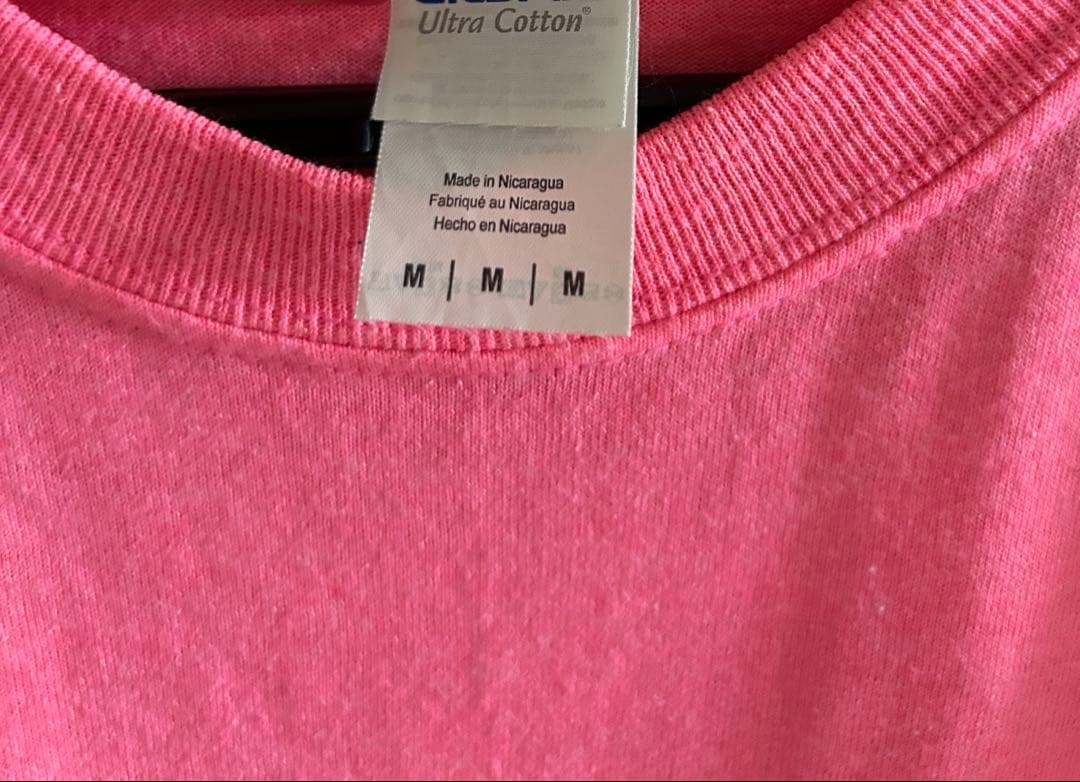 Ultra Cotton®
Made in Nicaragua
Fabriqué au Nicaragua
Hecho en Nicaragua
M | M | M